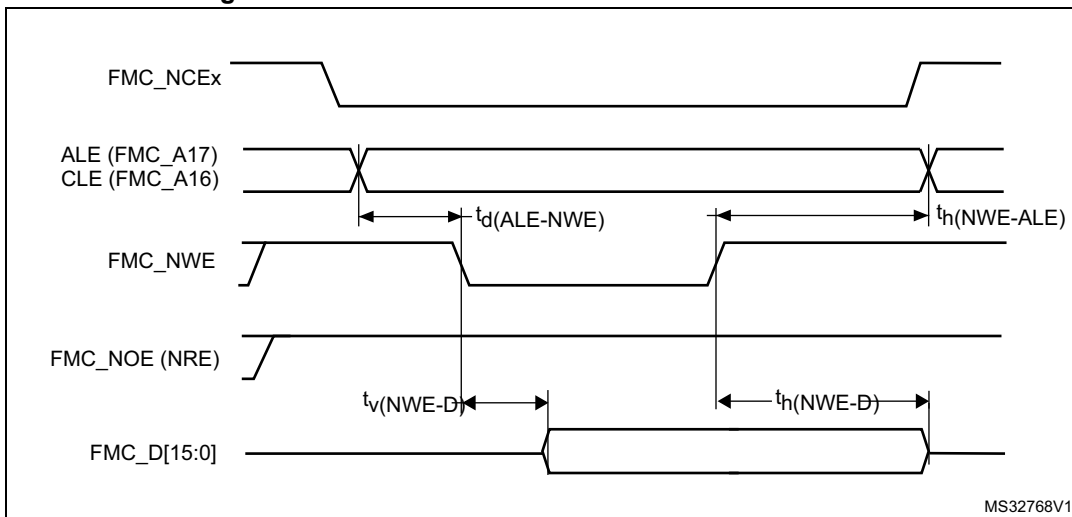 FMC_NCEx
ALE (FMC_A17)
CLE (FMC_A16)
td(ALE-NWE)
th(NWE-ALE)
FMC_NWE
FMC_NOE (NRE)
tv(NWE-D)
th(NWE-D)
FMC_D[15:0]
MS32768V1